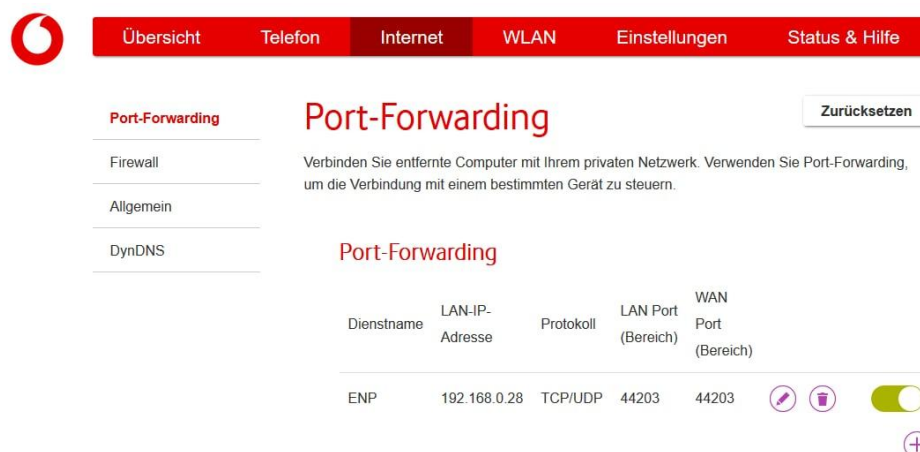 Übersicht Telefon Internet WLAN Einstellungen Status & Hilfe
Port-Forwarding
Firewall
Allgemein
DynDNS
Port-Forwarding
Zurücksetzen
Verbinden Sie entfernte Computer mit Ihrem privaten Netzwerk. Verwenden Sie Port-Forwarding,
um die Verbindung mit einem bestimmten Gerät zu steuern.
Port-Forwarding
Dienstname LAN-IP-Adresse Protokoll LAN Port (Bereich) WAN Port (Bereich)
ENP 192.168.0.28 TCP/UDP 44203 44203